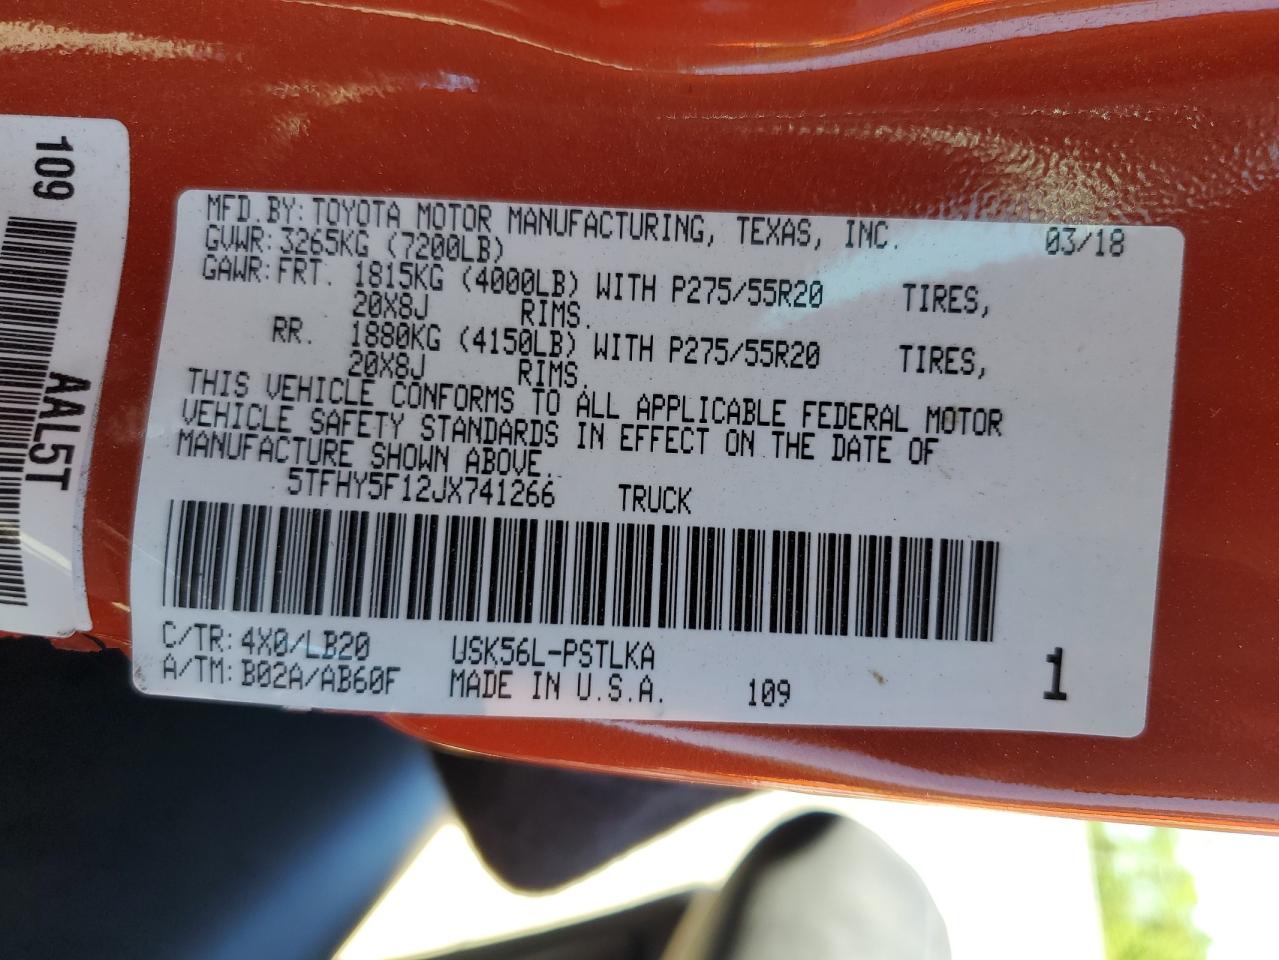 109
AAL5T
MFD.BY:TOYOTA MOTOR MANUFACTURING, TEXAS, INC. 03/18
GVWR:3265KG (7200LB)
GAWR:FRT. 1815KG (4000LB) WITH P275/55R20 TIRES,
20X8J RIMS.
RR. 1880KG (4150LB) WITH P275/55R20 TIRES,
20X8J RIMS.
THIS VEHICLE CONFORMS TO ALL APPLICABLE FEDERAL MOTOR
VEHICLE SAFETY STANDARDS IN EFFECT ON THE DATE OF
MANUFACTURE SHOWN ABOVE.
5TFHY5F12JX741266 TRUCK
C/TR:4X0/LB20 USK56L-PSTLKA
A/TM:B02A/AB60F MADE IN U.S.A. 109 1